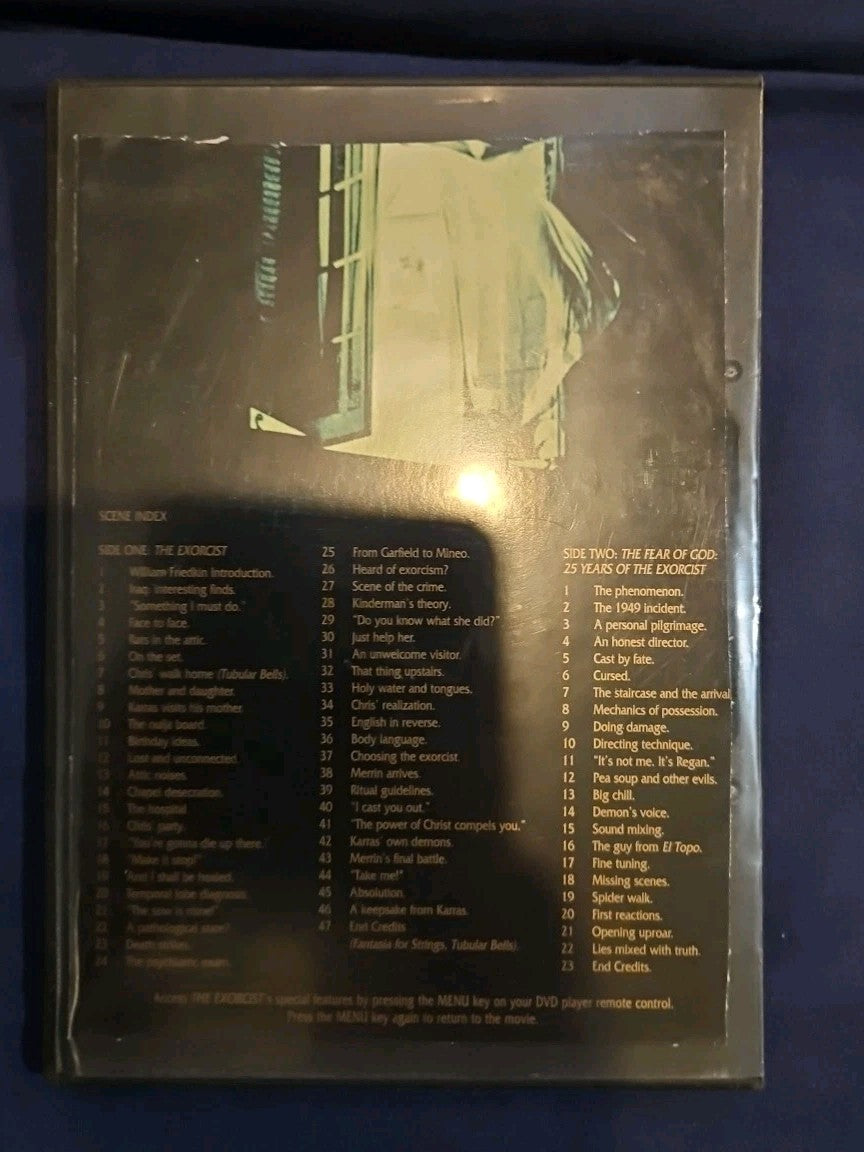 SCENE INDEX
SIDE ONE: THE EXORCIST
1 William Friedkin introduction.
2 Iraq: interesting finds.
3 "Something I must do."
4 Face to face.
5 Rats in the attic.
6 On the set.
7 Chris' walk home (Tubular Bells).
8 Mother and daughter.
9 Karras visits his mother.
10 The ouija board.
11 Birthday ideas.
12 Lost and unconnected.
13 Attic noises.
14 Chapel desecration.
15 The hospital.
16 Chris' party.
17 "You're gonna die up there."
18 "Make it stop!"
19 "And I shall be healed.
20 Temporal lobe diagnosis.
21 "The sow is mine!"
22 A pathological state?
23 Death strikes.
24 The psychiatric exam.
25 From Garfield to Mineo.
26 Heard of exorcism?
27 Scene of the crime.
28 Kinderman's theory.
29 "Do you know what she did?"
30 Just help her.
31 An unwelcome visitor.
32 That thing upstairs.
33 Holy water and tongues.
34 Chris' realization.
35 English in reverse.
36 Body language.
37 Choosing the exorcist.
38 Merrin arrives.
39 Ritual guidelines.
40 "I cast you out."
41 "The power of Christ compels you."
42 Karras' own demons.
43 Merrin's final battle.
44 "Take me!"
45 Absolution.
46 A keepsake from Karras.
47 End Credits
(Fantasia for Strings, Tubular Bells).
SIDE TWO: THE FEAR OF GOD:
25 YEARS OF THE EXORCIST
1 The phenomenon.
2 The 1949 incident.
3 A personal pilgrimage.
4 An honest director.
5 Cast by fate.
6 Cursed.
7 The staircase and the arrival
8 Mechanics of possession.
9 Doing damage.
10 Directing technique.
11 "It's not me. It's Regan."
12 Pea soup and other evils.
13 Big chill.
14 Demon's voice.
15 Sound mixing.
16 The guy from El Topo.
17 Fine tuning.
18 Missing scenes.
19 Spider walk.
20 First reactions.
21 Opening uproar.
22 Lies mixed with truth.
23 End Credits.
Access THE EXORCIST's special features by pressing the MENU key on your DVD player remote control.
Press the MENU key again to return to the movie.